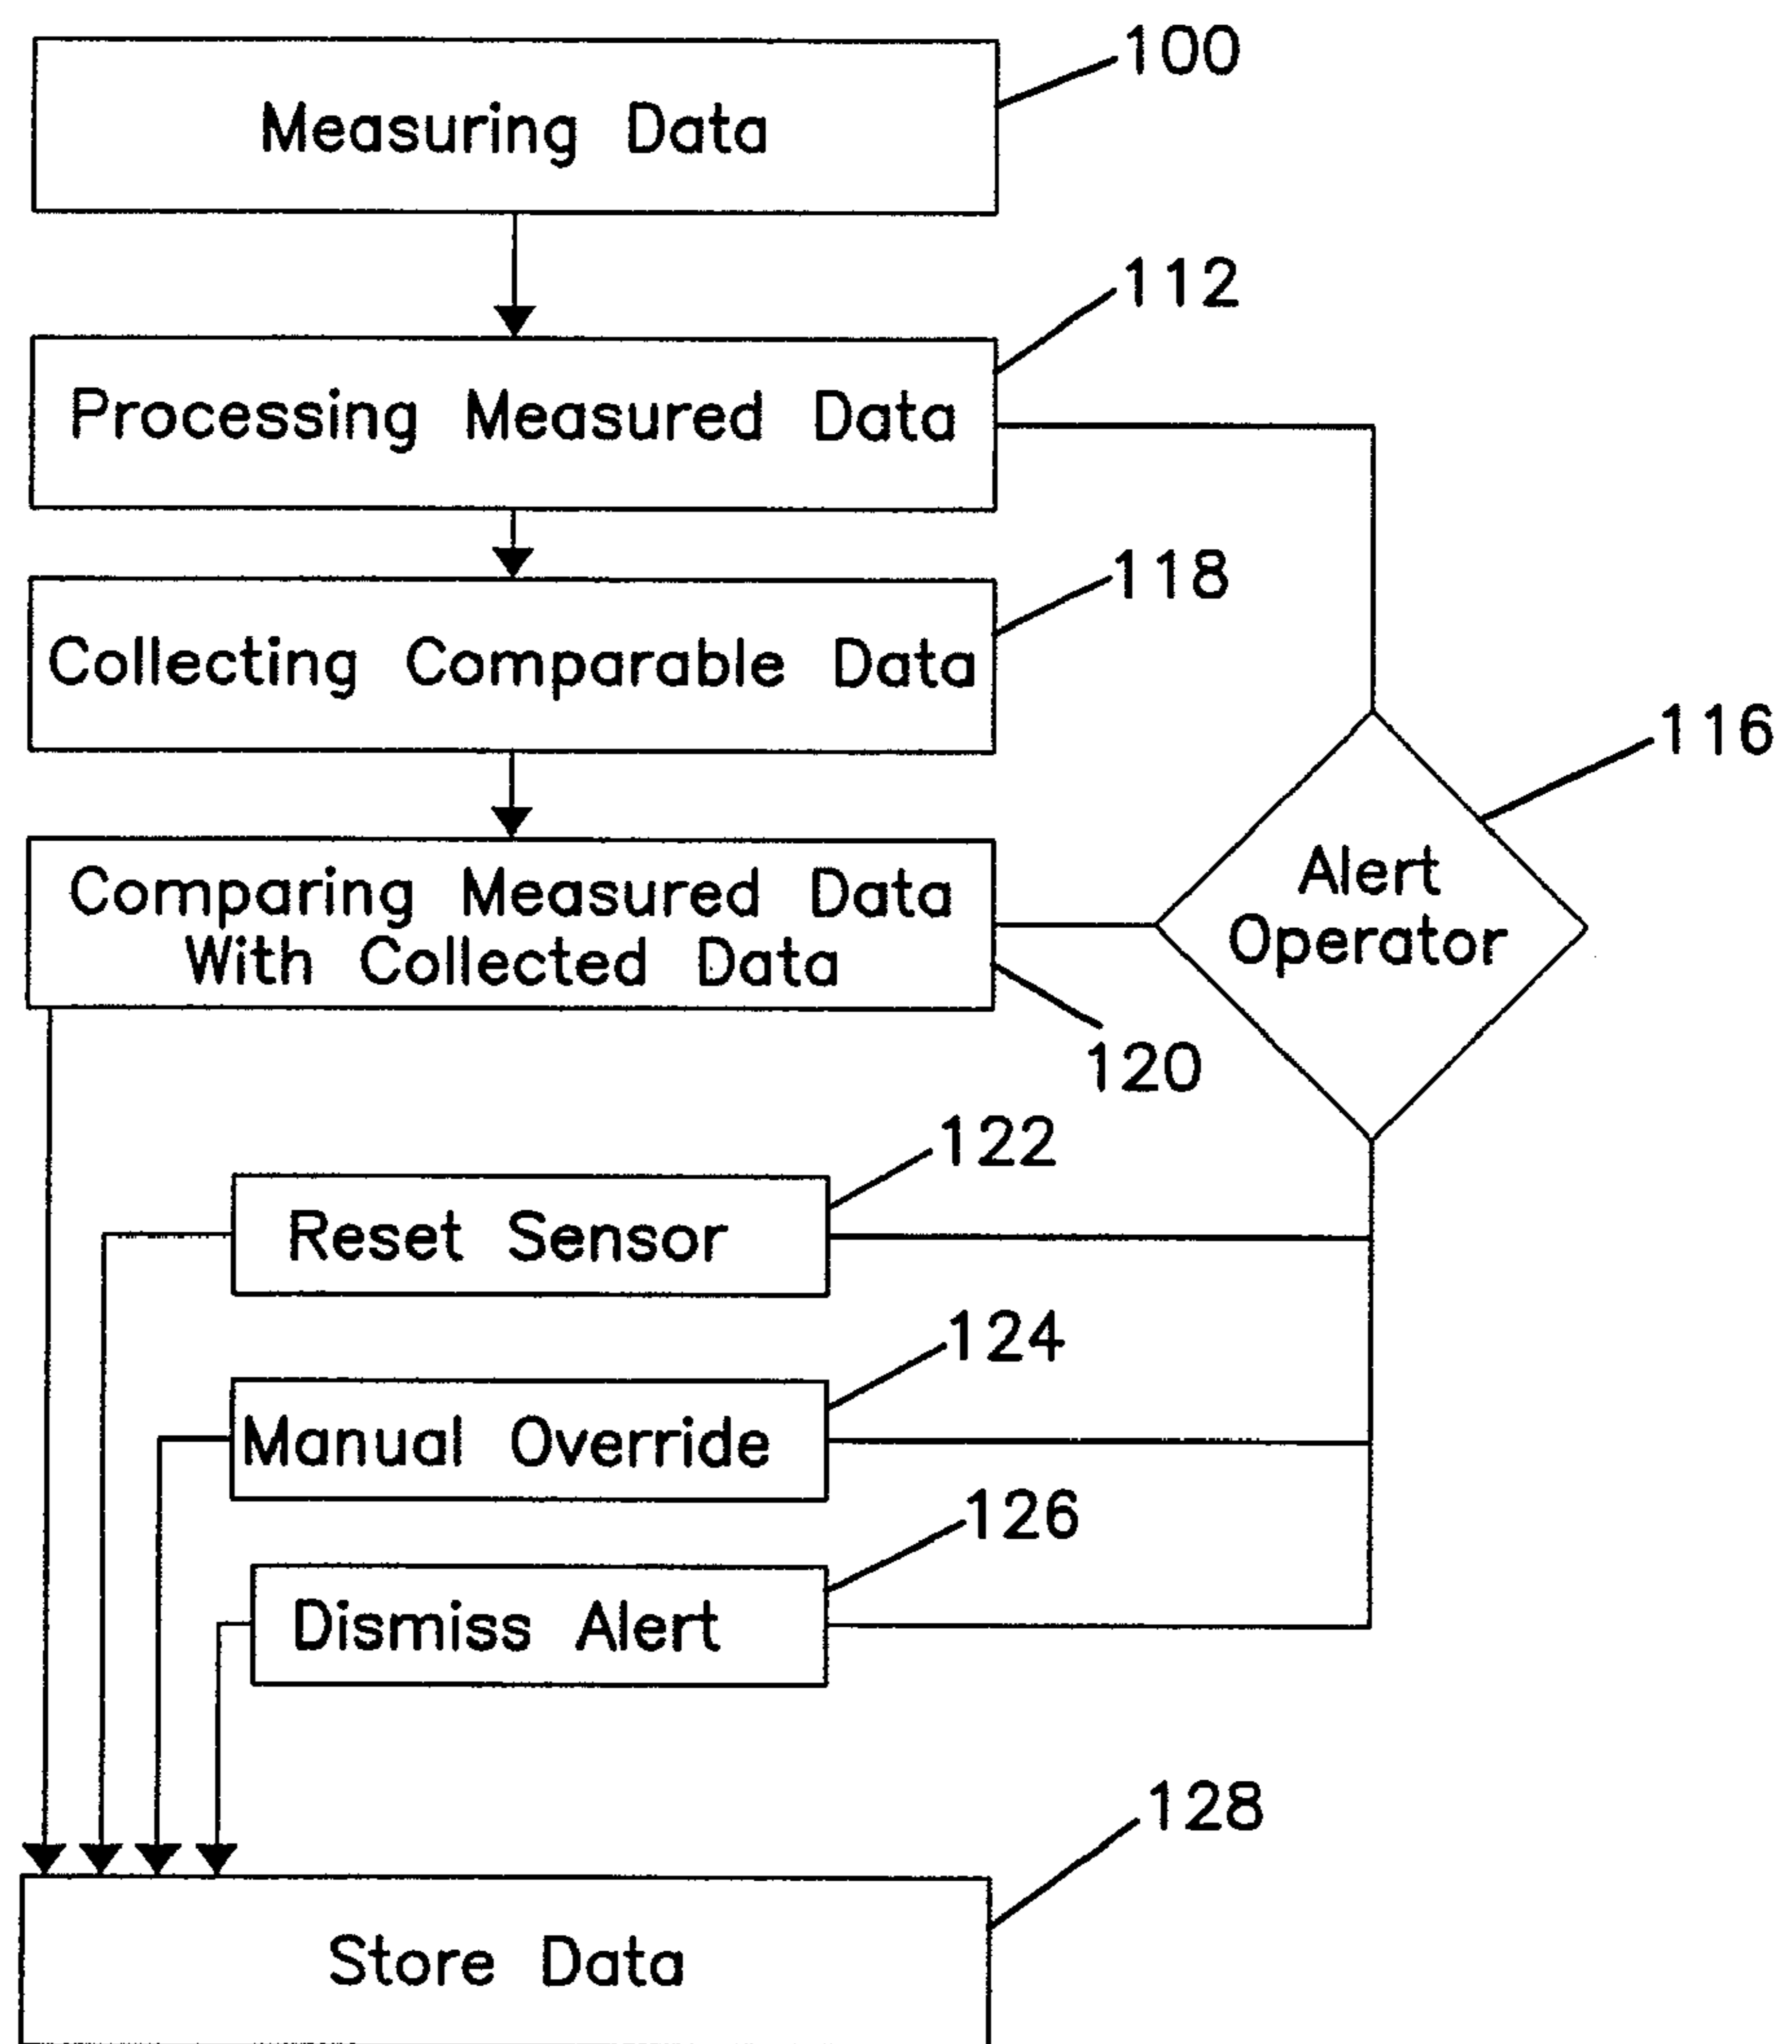 100
Measuring Data
112
Processing Measured Data
118
Collecting Comparable Data
116
Alert
Operator
Comparing Measured Data
With Collected Data
120
122
Reset Sensor
124
Manual Override
126
Dismiss Alert
128
Store Data